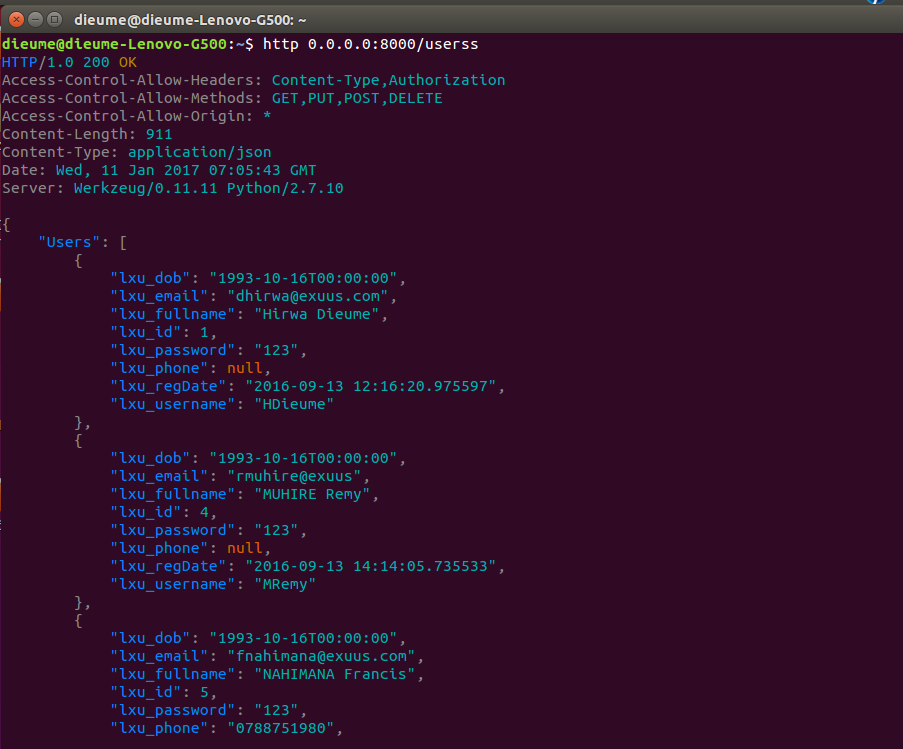 dieume@dieume-Lenovo-G500: ~
dieume@dieume-Lenovo-G500:~$ http 0.0.0.0:8000/userss
HTTP/1.0 200 OK
Access-Control-Allow-Headers: Content-Type,Authorization
Access-Control-Allow-Methods: GET,PUT,POST,DELETE
Access-Control-Allow-Origin: *
Content-Length: 911
Content-Type: application/json
Date: Wed, 11 Jan 2017 07:05:43 GMT
Server: Werkzeug/0.11.11 Python/2.7.10
{
    "Users": [
        {
            "lxu_dob": "1993-10-16T00:00:00",
            "lxu_email": "dhirwa@exuus.com",
            "lxu_fullname": "Hirwa Dieume",
            "lxu_id": 1,
            "lxu_password": "123",
            "lxu_phone": null,
            "lxu_regDate": "2016-09-13 12:16:20.975597",
            "lxu_username": "HDieume"
        },
        {
            "lxu_dob": "1993-10-16T00:00:00",
            "lxu_email": "rmuhire@exuus",
            "lxu_fullname": "MUHIRE Remy",
            "lxu_id": 4,
            "lxu_password": "123",
            "lxu_phone": null,
            "lxu_regDate": "2016-09-13 14:14:05.735533",
            "lxu_username": "MRemy"
        },
        {
            "lxu_dob": "1993-10-16T00:00:00",
            "lxu_email": "fnahimana@exuus.com",
            "lxu_fullname": "NAHIMANA Francis",
            "lxu_id": 5,
            "lxu_password": "123",
            "lxu_phone": "0788751980",